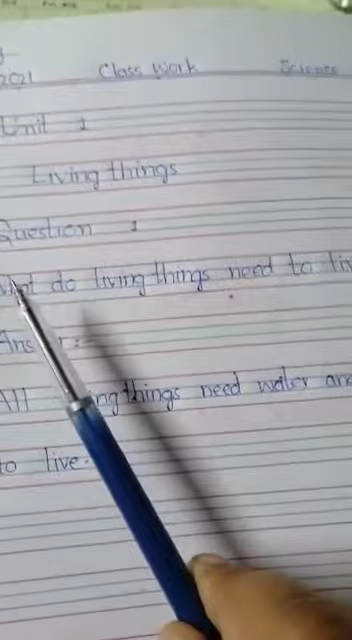 2021 Class Work Science
Unit 1
Living things
Question 1
do living things need to
Ans :-
All things need water and
to live.